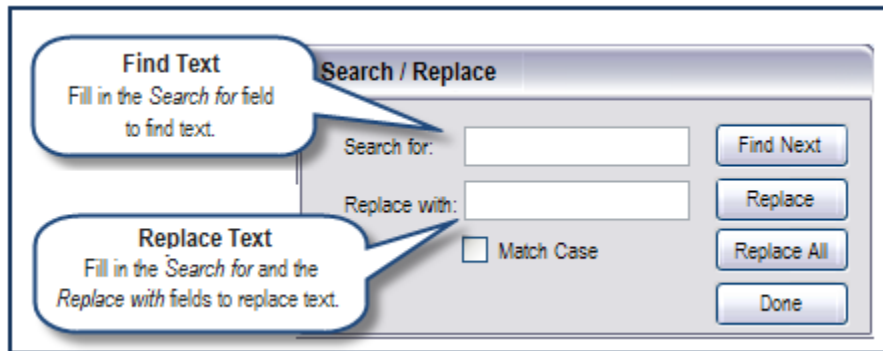 Find Text
Fill in the Search for field
to find text.
Search / Replace
Search for:
Find Next
Replace with:
Replace
Replace Text
Fill in the Search for and the
Replace with fields to replace text.
Match Case
Replace All
Done